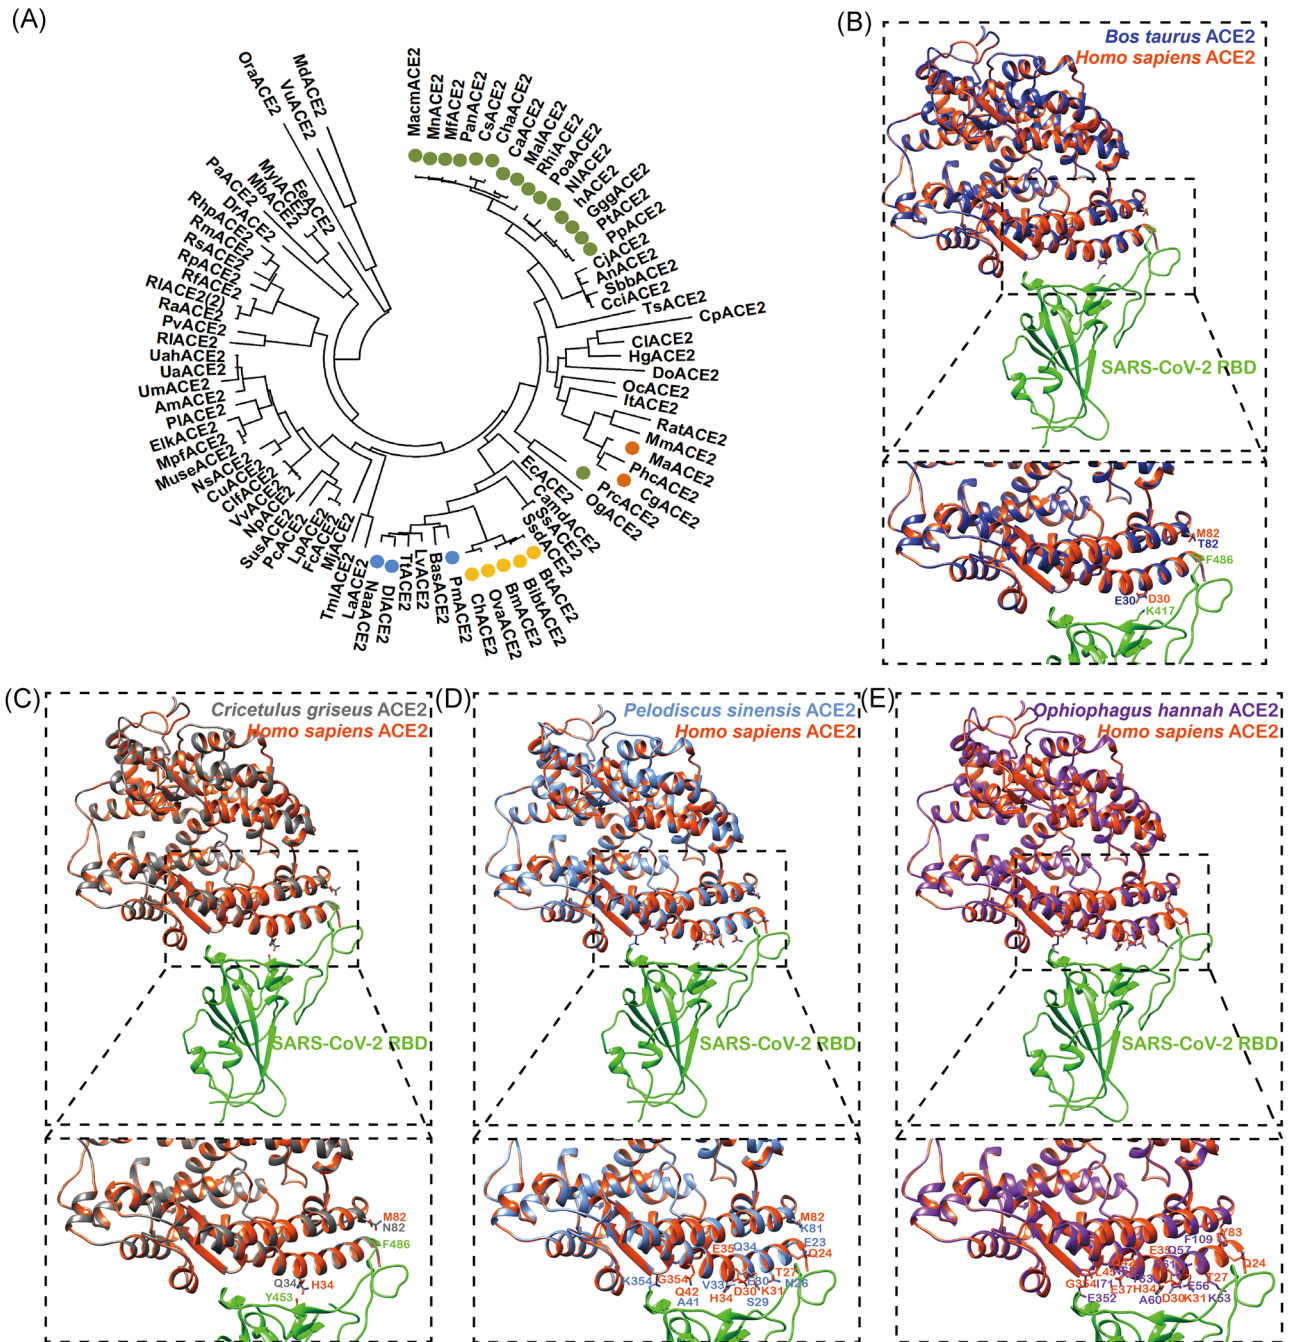 (A)
OraACE2
VuACE2
MdACE2
PaACE2
MbACE2
MylACE2
EgACE2
DrACE2
RhpACE2
RmACE2
RsACE2
RpACE2
RfACE2
RlACE2(2)
RaACE2
PvACE2
RlACE2
UahACE2
UaACE2
UmACE2
AmACE2
PlACE2
ElkACE2
MpfACE2
MuseACE2
NsACE2
CuACE2
ClfACE2
VvACE2
NpACE2
SusACE2
PcACE2
LpACE2
FcACE2
MjACE2
TmlACE2
LaACE2
NaaACE2
DlACE2
TtACE2
LvACE2
BasACE2
PmACE2
ChACE2
OvaACE2
BmACE2
BibtACE2
BtACE2
SsdACE2
SsACE2
CamdACE2
EcACE2
OgACE2
PrcACE2
CgACE2
PhcACE2
MaACE2
MmACE2
RatACE2
ItACE2
OcACE2
DoACE2
HgACE2
ClACE2
CpACE2
TsACE2
CciACE2
SbbACE2
AnACE2
CjACE2
PpACE2
PtACE2
GggACE2
hACE2
NlACE2
PoaACE2
RhiACE2
MalACE2
CaACE2
ChaACE2
CsACE2
PanACE2
MfACE2
MnACE2
MacmACE2
(B)
Bos taurus ACE2
Homo sapiens ACE2
SARS-CoV-2 RBD
M82
T82
F486
E30 D30
K417
(C)
Cricetulus griseus ACE2
Homo sapiens ACE2
SARS-CoV-2 RBD
M82
N82
F486
Q34 H34
Y453
(D)
Pelodiscus sinensis ACE2
Homo sapiens ACE2
SARS-CoV-2 RBD
M82
K81
E23
E35 Q34
Q24
T27
K354 G354
V33 E30 N26
Q42 D30 K31
A41 H34 S29
(E)
Ophiophagus hannah ACE2
Homo sapiens ACE2
SARS-CoV-2 RBD
Y83
F109
E35 Q57
Q24
T27
G354 I71
E37 H34 E56
E352 A60 D30 K31 K53